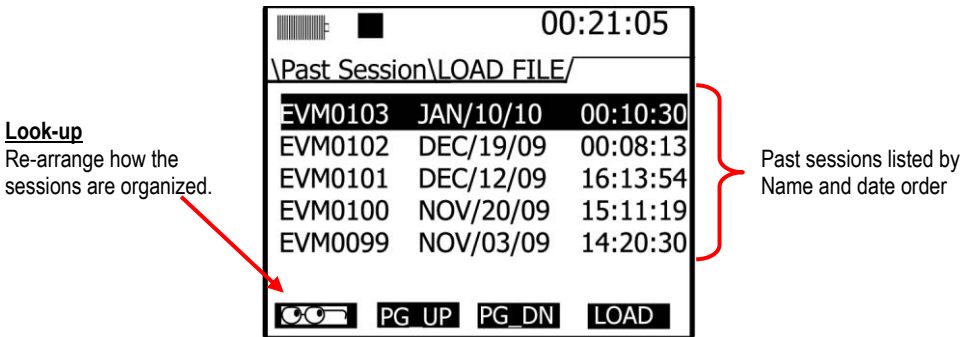 00:21:05
\Past Session\LOAD FILE/
EVM0103 JAN/10/10 00:10:30
EVM0102 DEC/19/09 00:08:13
EVM0101 DEC/12/09 16:13:54
EVM0100 NOV/20/09 15:11:19
EVM0099 NOV/03/09 14:20:30
PG_UP PG_DN LOAD
Look-up
Re-arrange how the
sessions are organized.
Past sessions listed by
Name and date order